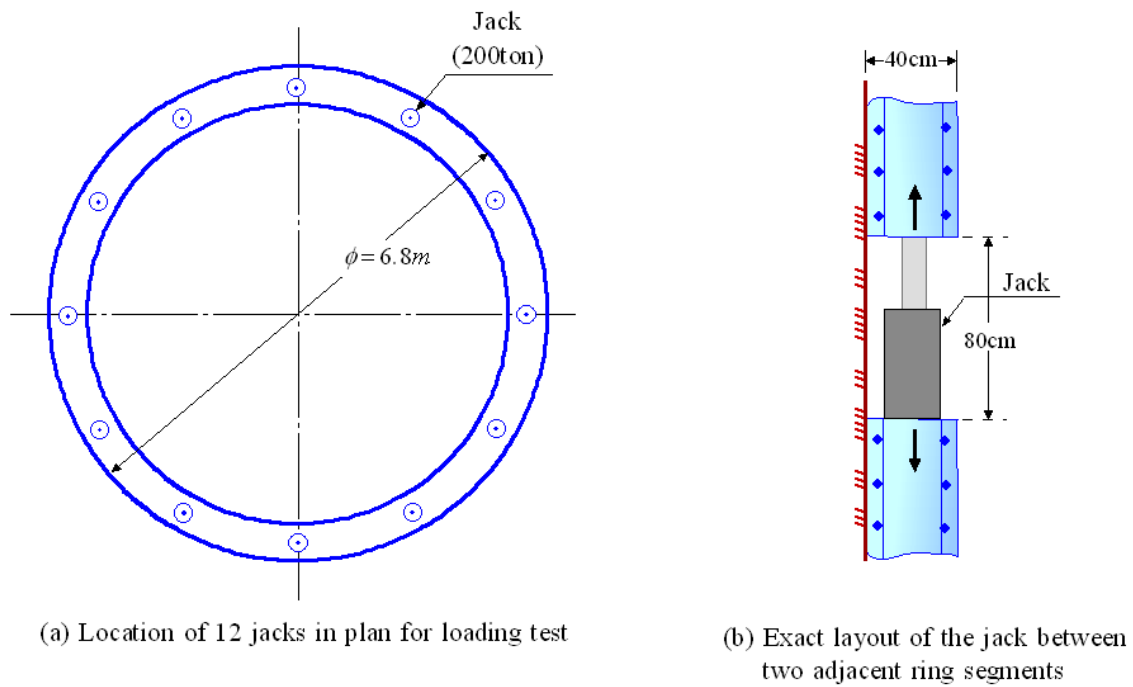 Jack
(200ton)
ϕ = 6.8m
(a) Location of 12 jacks in plan for loading test
40cm
Jack
80cm
(b) Exact layout of the jack between
two adjacent ring segments